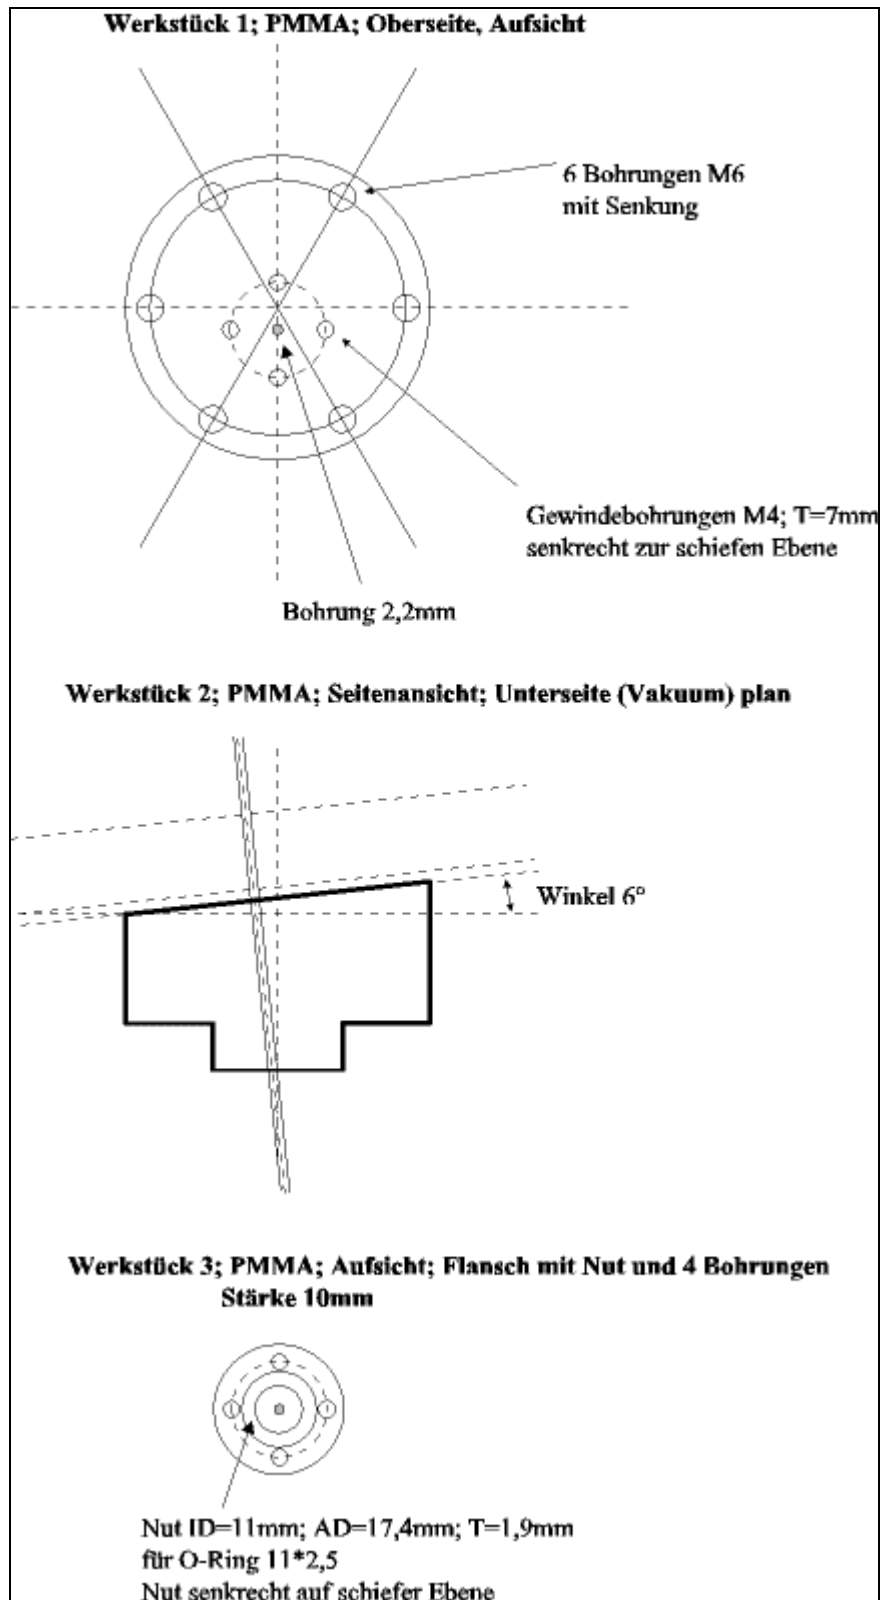 Werkstück 1; PMMA; Oberseite, Aufsicht
6 Bohrungen M6
mit Senkung
Gewindebohrungen M4; T=7mm
senkrecht zur schiefen Ebene
Bohrung 2,2mm
Werkstück 2; PMMA; Seitenansicht; Unterseite (Vakuum) plan
Winkel 6°
Werkstück 3; PMMA; Aufsicht; Flansch mit Nut und 4 Bohrungen
Stärke 10mm
Nut ID=11mm; AD=17,4mm; T=1,9mm
für O-Ring 11*2,5
Nut senkrecht auf schiefer Ebene